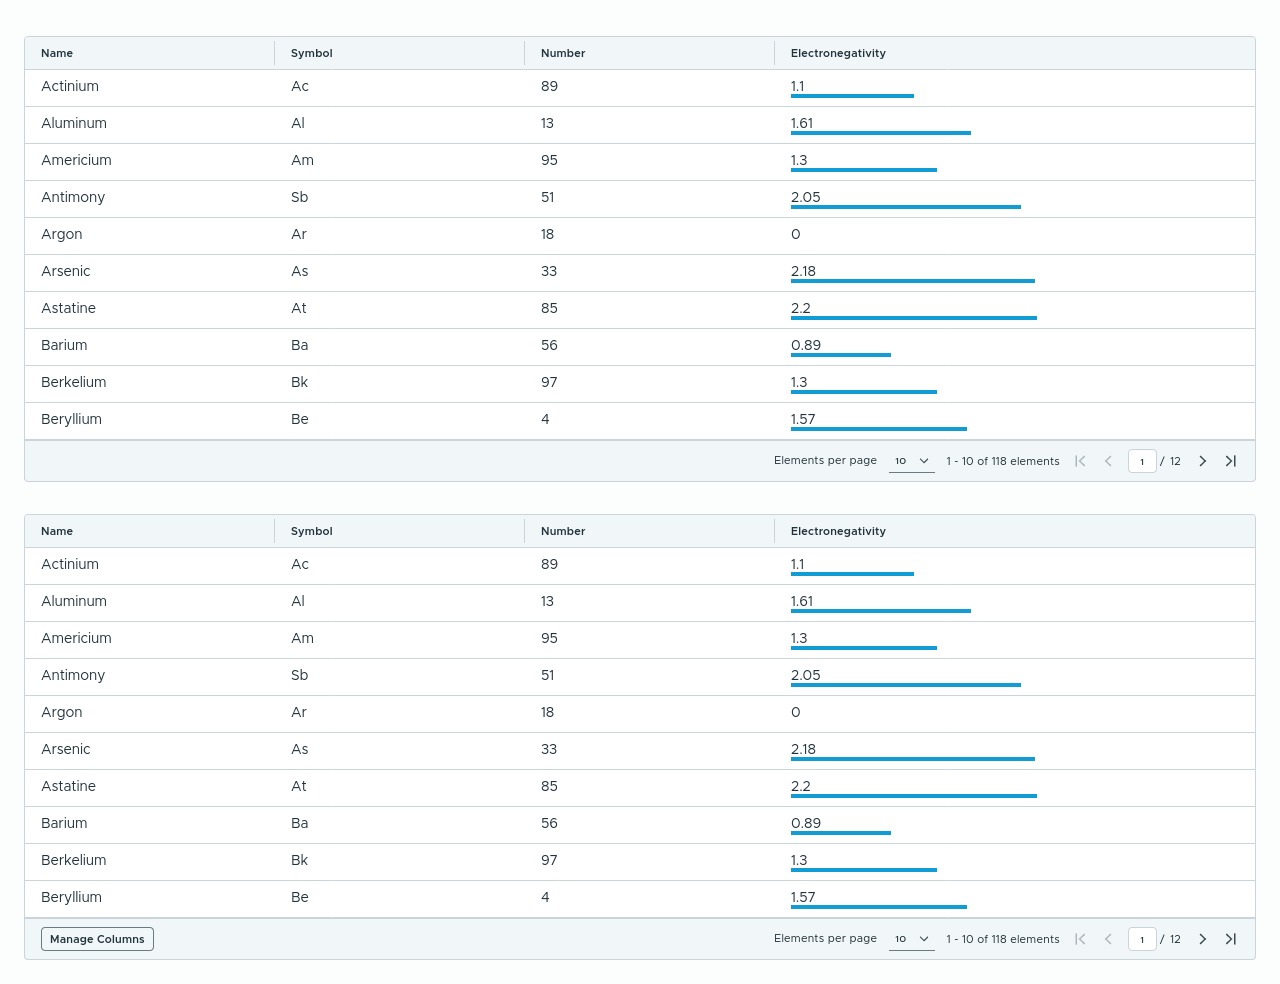 Name Symbol Number Electronegativity
Actinium Ac 89 1.1
Aluminum Al 13 1.61
Americium Am 95 1.3
Antimony Sb 51 2.05
Argon Ar 18 0
Arsenic As 33 2.18
Astatine At 85 2.2
Barium Ba 56 0.89
Berkelium Bk 97 1.3
Beryllium Be 4 1.57
Elements per page 10 1 - 10 of 118 elements 1 / 12
Name Symbol Number Electronegativity
Actinium Ac 89 1.1
Aluminum Al 13 1.61
Americium Am 95 1.3
Antimony Sb 51 2.05
Argon Ar 18 0
Arsenic As 33 2.18
Astatine At 85 2.2
Barium Ba 56 0.89
Berkelium Bk 97 1.3
Beryllium Be 4 1.57
Manage Columns Elements per page 10 1 - 10 of 118 elements 1 / 12